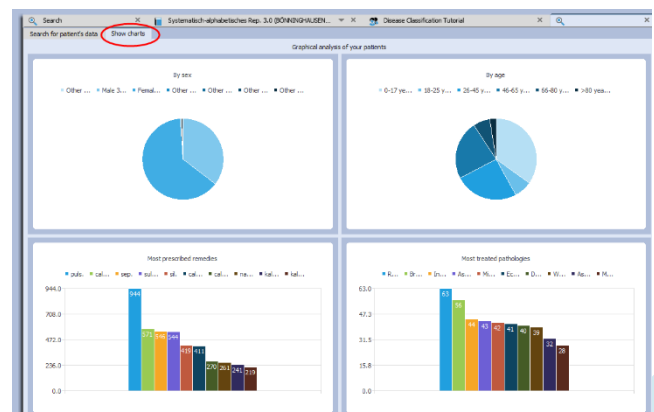 Search
Systematisch-alphabetisches Rep. 3.0 (BÖNNINGHAUSEN...
Disease Classification Tutorial
Search for patient's data
Show charts
Graphical analysis of your patients
By sex
Other ... Male 3... Femal... Other ... Other ... Other ... Other ...
By age
0-17 ye... 18-25 y... 26-45 y... 46-65 y... 66-80 y... >80 yea...
Most prescribed remedies
puls. cal... sep. sul... sil. cal... cal... na... kal... kal...
944.0
708.0
472.0
236.0
0.0
944
571
546
544
419
411
270
261
241
219
Most treated pathologies
R... Br... In... As... Mi... Ec... D... W... As... M...
63.0
47.3
31.5
15.8
0.0
63
56
44
43
42
41
40
39
32
28